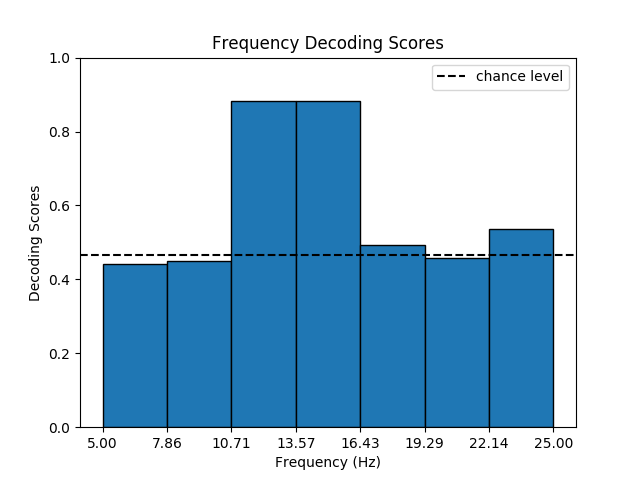 Frequency Decoding Scores
1.0
chance level
0.8
0.6
Decoding Scores
0.4
0.2
0.0
5.00 7.86 10.71 13.57 16.43 19.29 22.14 25.00
Frequency (Hz)